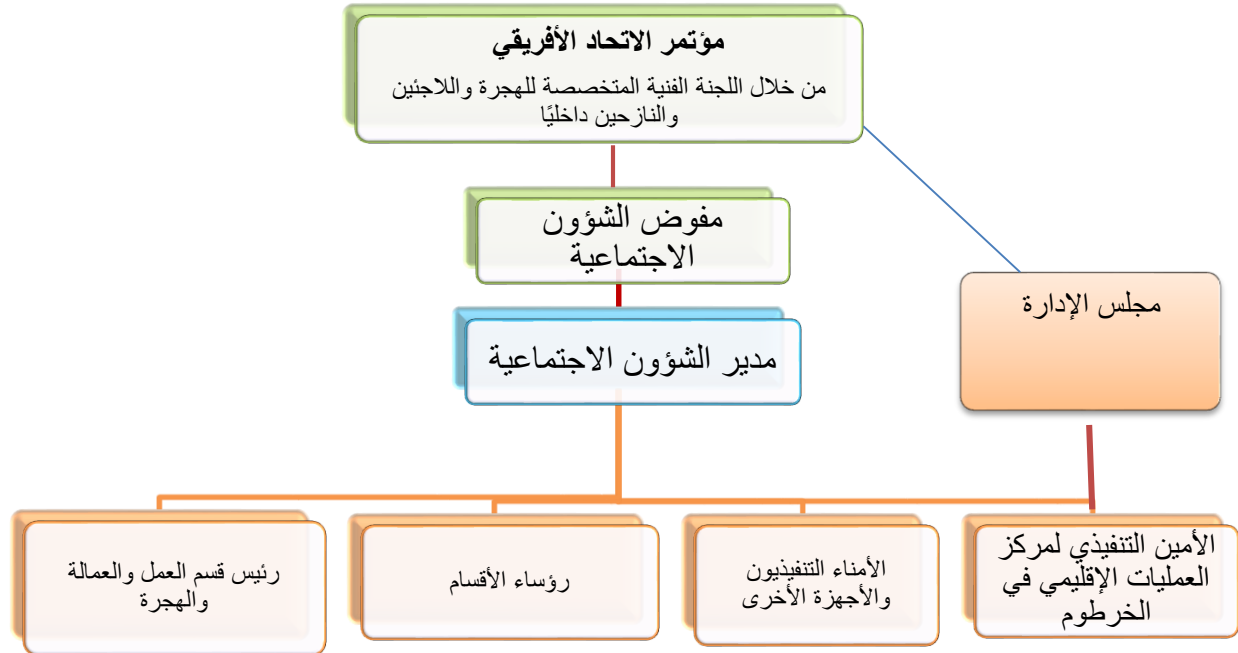 مؤتمر الاتحاد الأفريقي
من خلال اللجنة الفنية المتخصصة للهجرة واللاجئين
والنازحين داخليًا
مفوض الشؤون
الاجتماعية
مجلس الإدارة
مدير الشؤون الاجتماعية
الأمين التنفيذي لمركز
العمليات الإقليمي في
الخرطوم
الأمناء التنفيذيون
والأجهزة الأخرى
رؤساء الأقسام
رئيس قسم العمل والعمالة
والهجرة